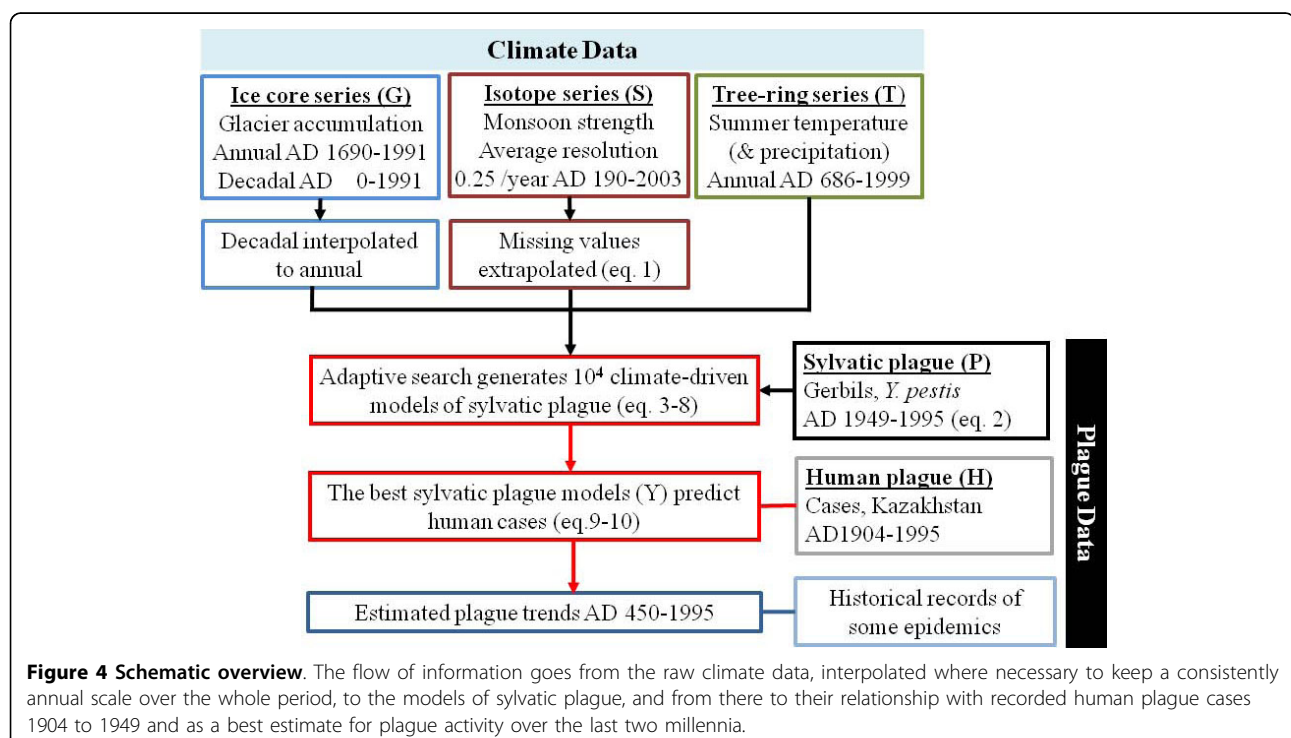 Climate Data
Ice core series (G)
Glacier accumulation
Annual AD 1690-1991
Decadal AD 0-1991
Isotope series (S)
Monsoon strength
Average resolution
0.25 /year AD 190-2003
Tree-ring series (T)
Summer temperature
(& precipitation)
Annual AD 686-1999
Decadal interpolated
to annual
Missing values
extrapolated (eq. 1)
Adaptive search generates 10⁴ climate-driven
models of sylvatic plague (eq. 3-8)
Sylvatic plague (P)
Gerbils, Y. pestis
AD 1949-1995 (eq. 2)
The best sylvatic plague models (Y) predict
human cases (eq.9-10)
Human plague (H)
Cases, Kazakhstan
AD1904-1995
Estimated plague trends AD 450-1995
Historical records of
some epidemics
Plague Data
Figure 4 Schematic overview. The flow of information goes from the raw climate data, interpolated where necessary to keep a consistently
annual scale over the whole period, to the models of sylvatic plague, and from there to their relationship with recorded human plague cases
1904 to 1949 and as a best estimate for plague activity over the last two millennia.